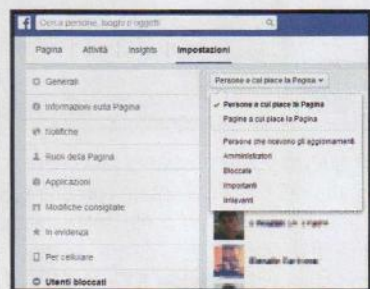 f Cerca persone, luoghi e oggetti
Pagina Attività Insights Impostazioni
Generali
Informazioni sulla Pagina
Notifiche
Ruoli della Pagina
Applicazioni
Modifiche consigliate
In evidenza
Per cellulare
Utenti bloccati
Persone a cui piace la Pagina
Persone a cui piace la Pagina
Pagine a cui piace la Pagina
Persone che ricevono gli aggiornamenti
Amministratori
Bloccate
Importanti
Irrilevanti